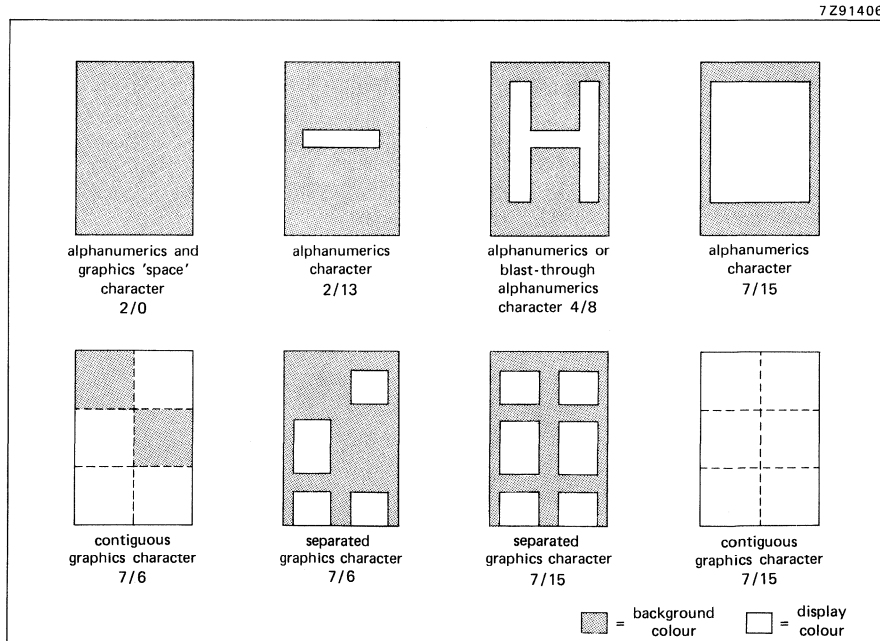 7Z91406
alphanumerics and
graphics 'space'
character
2/0
alphanumerics
character
2/13
alphanumerics or
blast-through
alphanumerics
character 4/8
alphanumerics
character
7/15
contiguous
graphics character
7/6
separated
graphics character
7/6
separated
graphics character
7/15
contiguous
graphics character
7/15
= background
colour
= display
colour